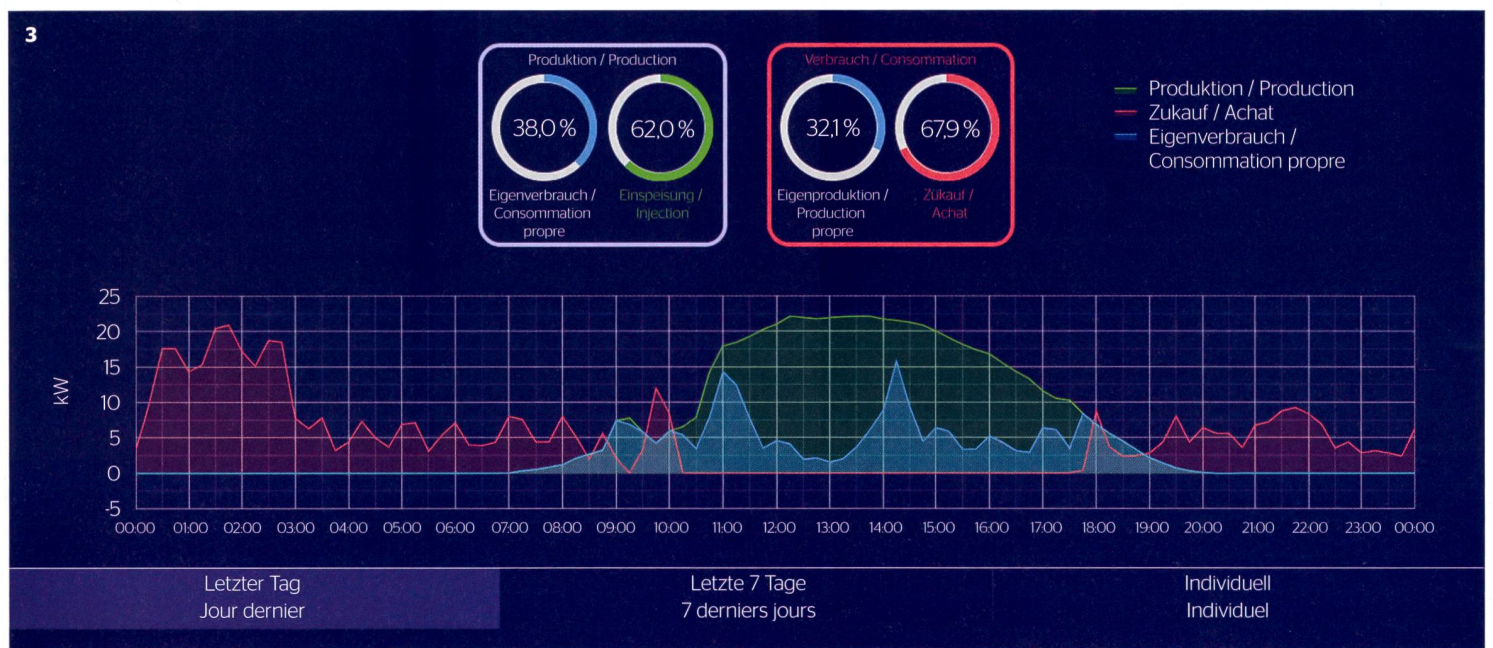 3
Produktion / Production
38,0 %
62,0 %
Eigenverbrauch /
Consommation
propre
Einspeisung /
Injection
Verbrauch / Consommation
32,1 %
67,9 %
Eigenproduktion /
Production
propre
Zükauf /
Achat
Produktion / Production
Zukauf / Achat
Eigenverbrauch /
Consommation propre
kW
25
20
15
10
5
0
-5
00:00 01:00 02:00 03:00 04:00 05:00 06:00 07:00 08:00 09:00 10:00 11:00 12:00 13:00 14:00 15:00 16:00 17:00 18:00 19:00 20:00 21:00 22:00 23:00 00:00
Letzter Tag
Jour dernier
Letzte 7 Tage
7 derniers jours
Individuell
Individuel